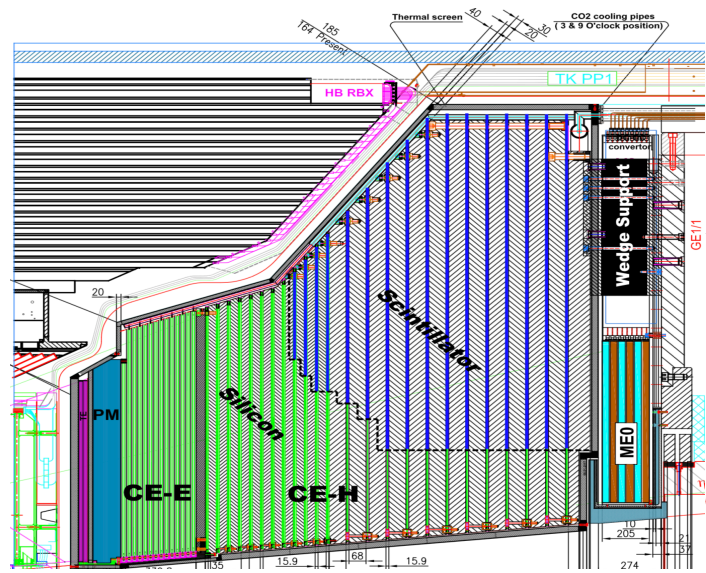 185
164 Present
40
Thermal screen
30
20
CO2 cooling pipes
( 3 & 9 O'clock position)
HB RBX
TK PP1
convertor
Wedge Support
GE1/1
20
Scintillator
Silicon
TE
PM
ME0
CE-E
CE-H
10
205
21
37
35
15.9
68
15.9
274